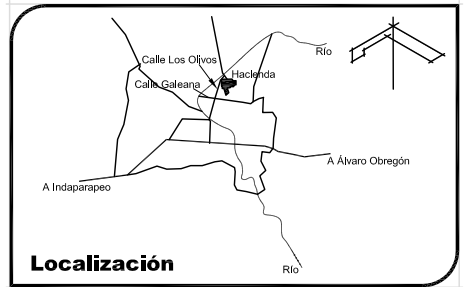 Río
Calle Los Olivos
Hacienda
Calle Galeana
A Álvaro Obregón
A Indaparapeo
Localización
Río